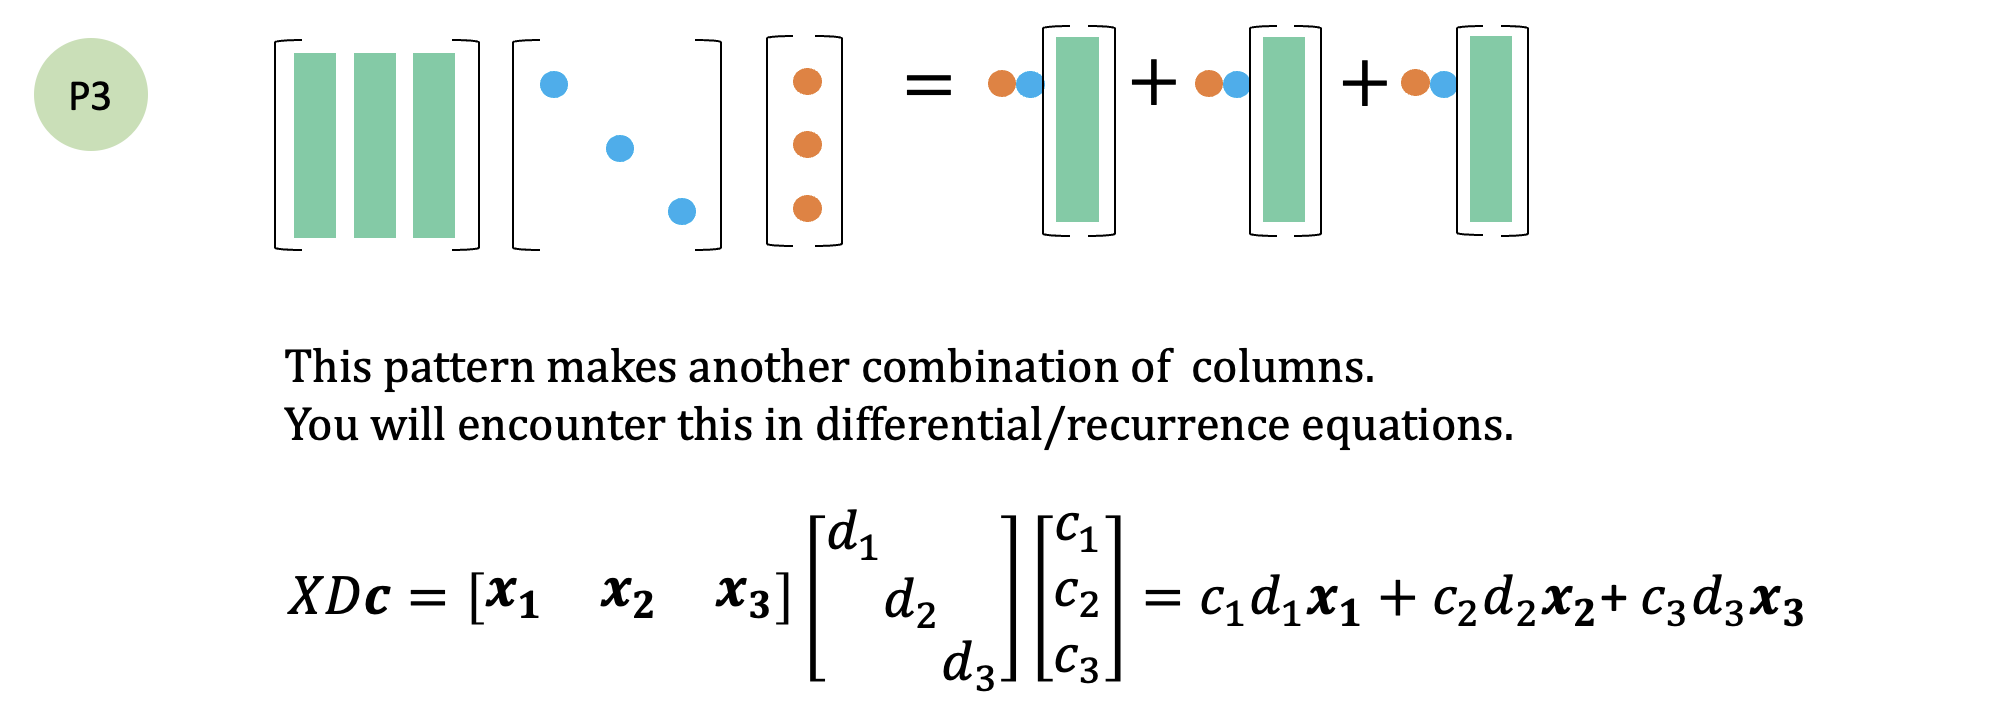 P3
= + +
This pattern makes another combination of columns.
You will encounter this in differential/recurrence equations.
XDc = [x₁ x₂ x₃] [d₁ d₂ d₃] [c₁ c₂ c₃] = c₁d₁x₁ + c₂d₂x₂+ c₃d₃x₃